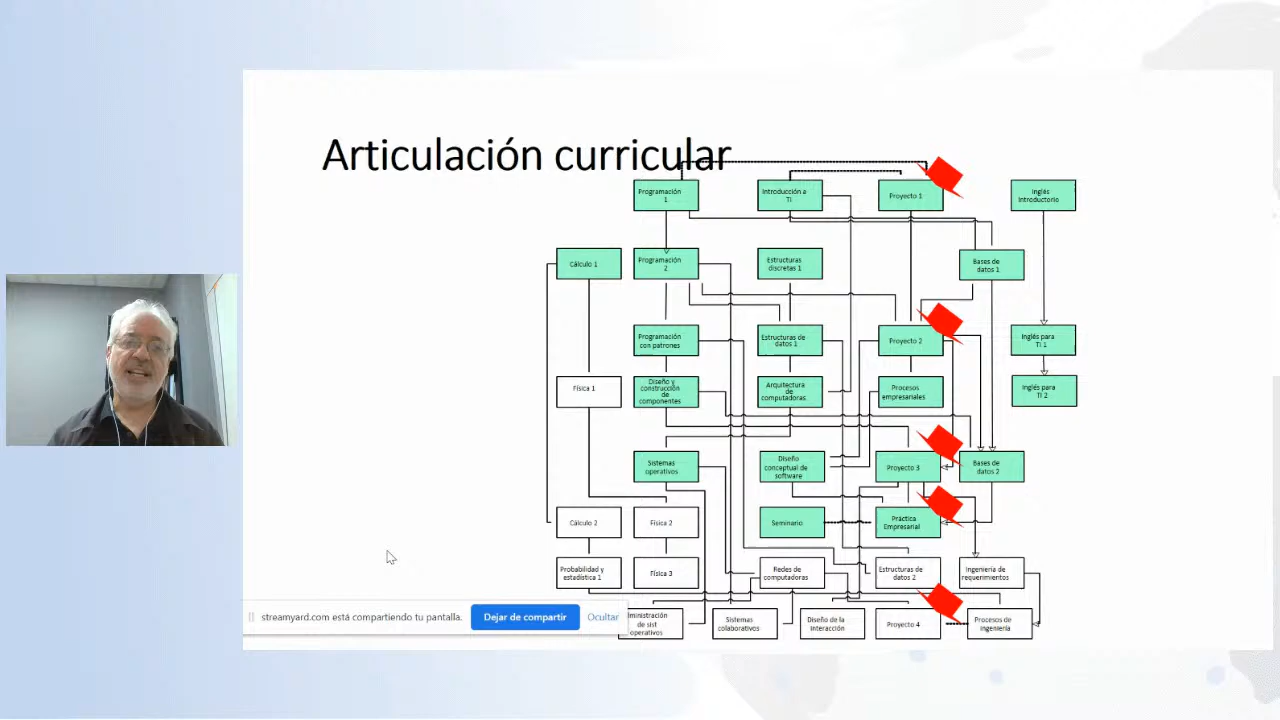 Articulación curricular
Programación
1
Introducción a
TI
Proyecto 1
Inglés
Introductorio
Cálculo 1
Programación
2
Estructuras
discretas 1
Bases de
datos 1
Programación
con patrones
Estructuras de
datos 1
Proyecto 2
Inglés para
TI 1
Física 1
Diseño y
construcción
de
componentes
Arquitectura
de
computadoras
Procesos
empresariales
Inglés para
TI 2
Sistemas
operativos
Diseño
conceptual de
software
Proyecto 3
Bases de
datos 2
Cálculo 2
Física 2
Seminario
Práctica
Empresarial
Probabilidad y
estadística 1
Física 3
Redes de
computadoras
Estructuras de
datos 2
Ingeniería de
requerimientos
streamyard.com está compartiendo tu pantalla.
Dejar de compartir
Ocultar
ministración
de sist
operativos
Sistemas
colaborativos
Diseño de la
interacción
Proyecto 4
Procesos de
ingeniería